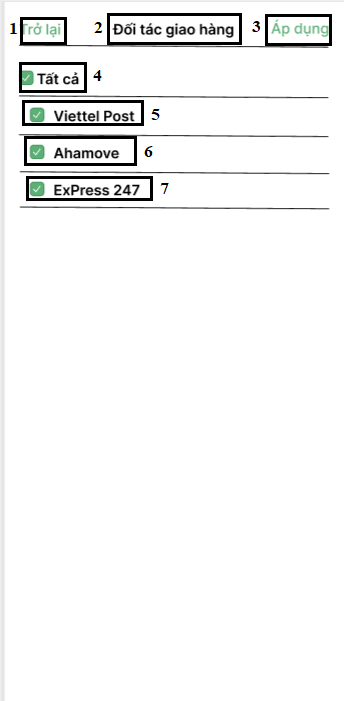 1 Trở lại 2 Đối tác giao hàng 3 Áp dụng
Tất cả 4
Viettel Post 5
Ahamove 6
ExPress 247 7